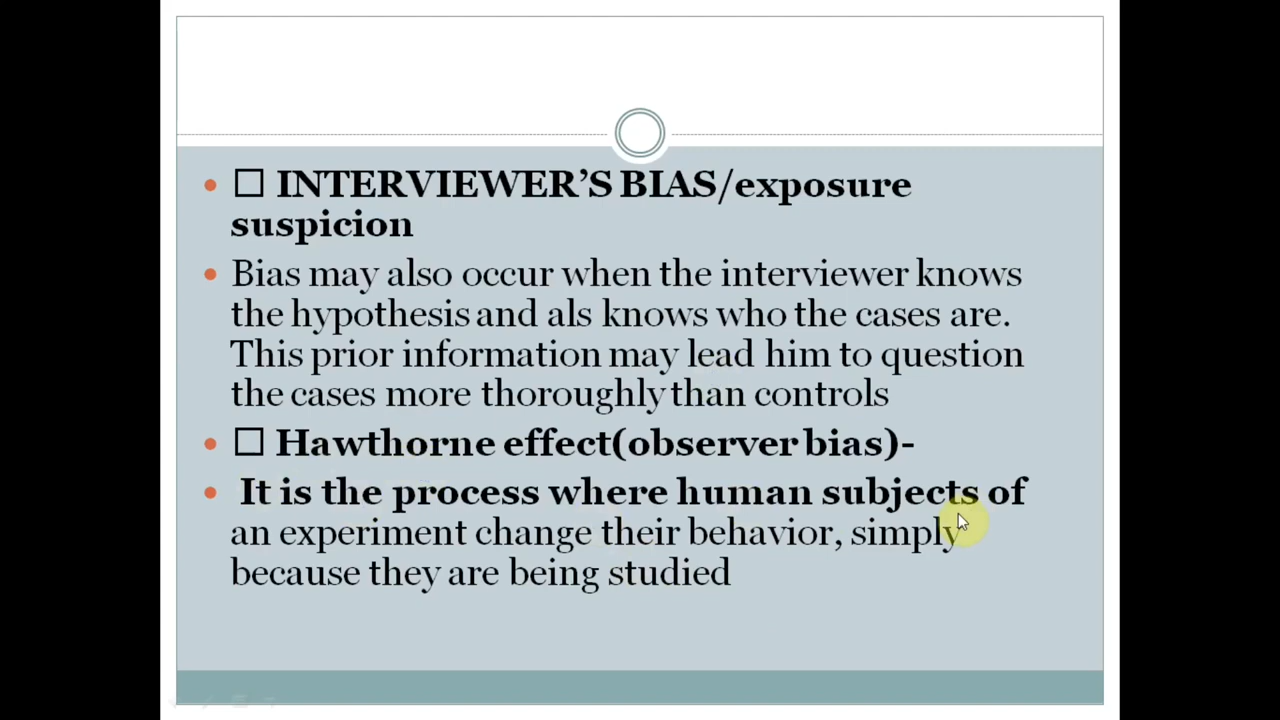 • ☐ INTERVIEWER’S BIAS/exposure
suspicion
• Bias may also occur when the interviewer knows
the hypothesis and als knows who the cases are.
This prior information may lead him to question
the cases more thoroughly than controls
• ☐ Hawthorne effect(observer bias)-
• It is the process where human subjects of
an experiment change their behavior, simply
because they are being studied